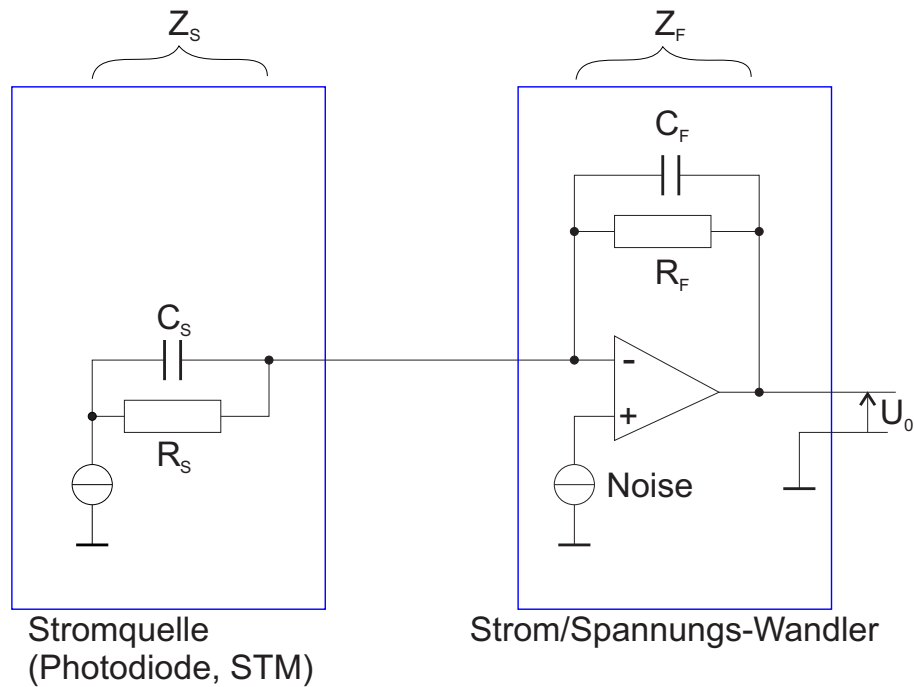 Z_S
Z_F
C_F
R_F
C_S
R_S
-
+
Noise
U_0
Stromquelle
(Photodiode, STM)
Strom/Spannungs-Wandler